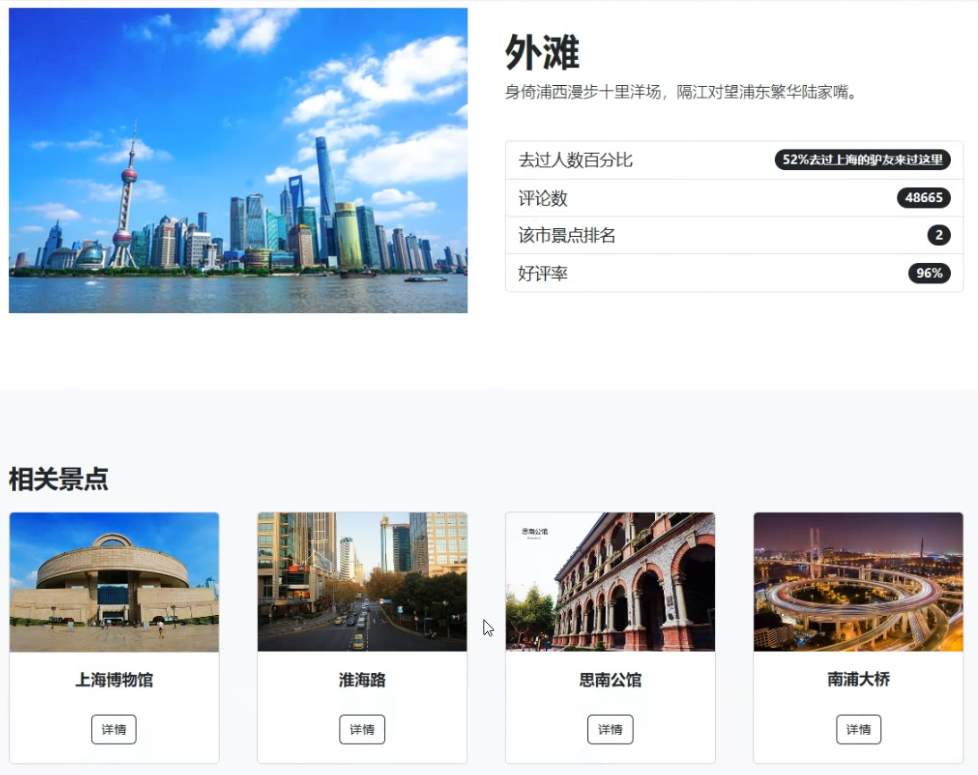 外滩
身倚浦西漫步十里洋场，隔江对望浦东繁华陆家嘴。
去过人数百分比 52%去过上海的驴友来过这里
评论数 48665
该市景点排名 2
好评率 96%
相关景点
思南公馆
上海博物馆 淮海路 思南公馆 南浦大桥
详情 详情 详情 详情